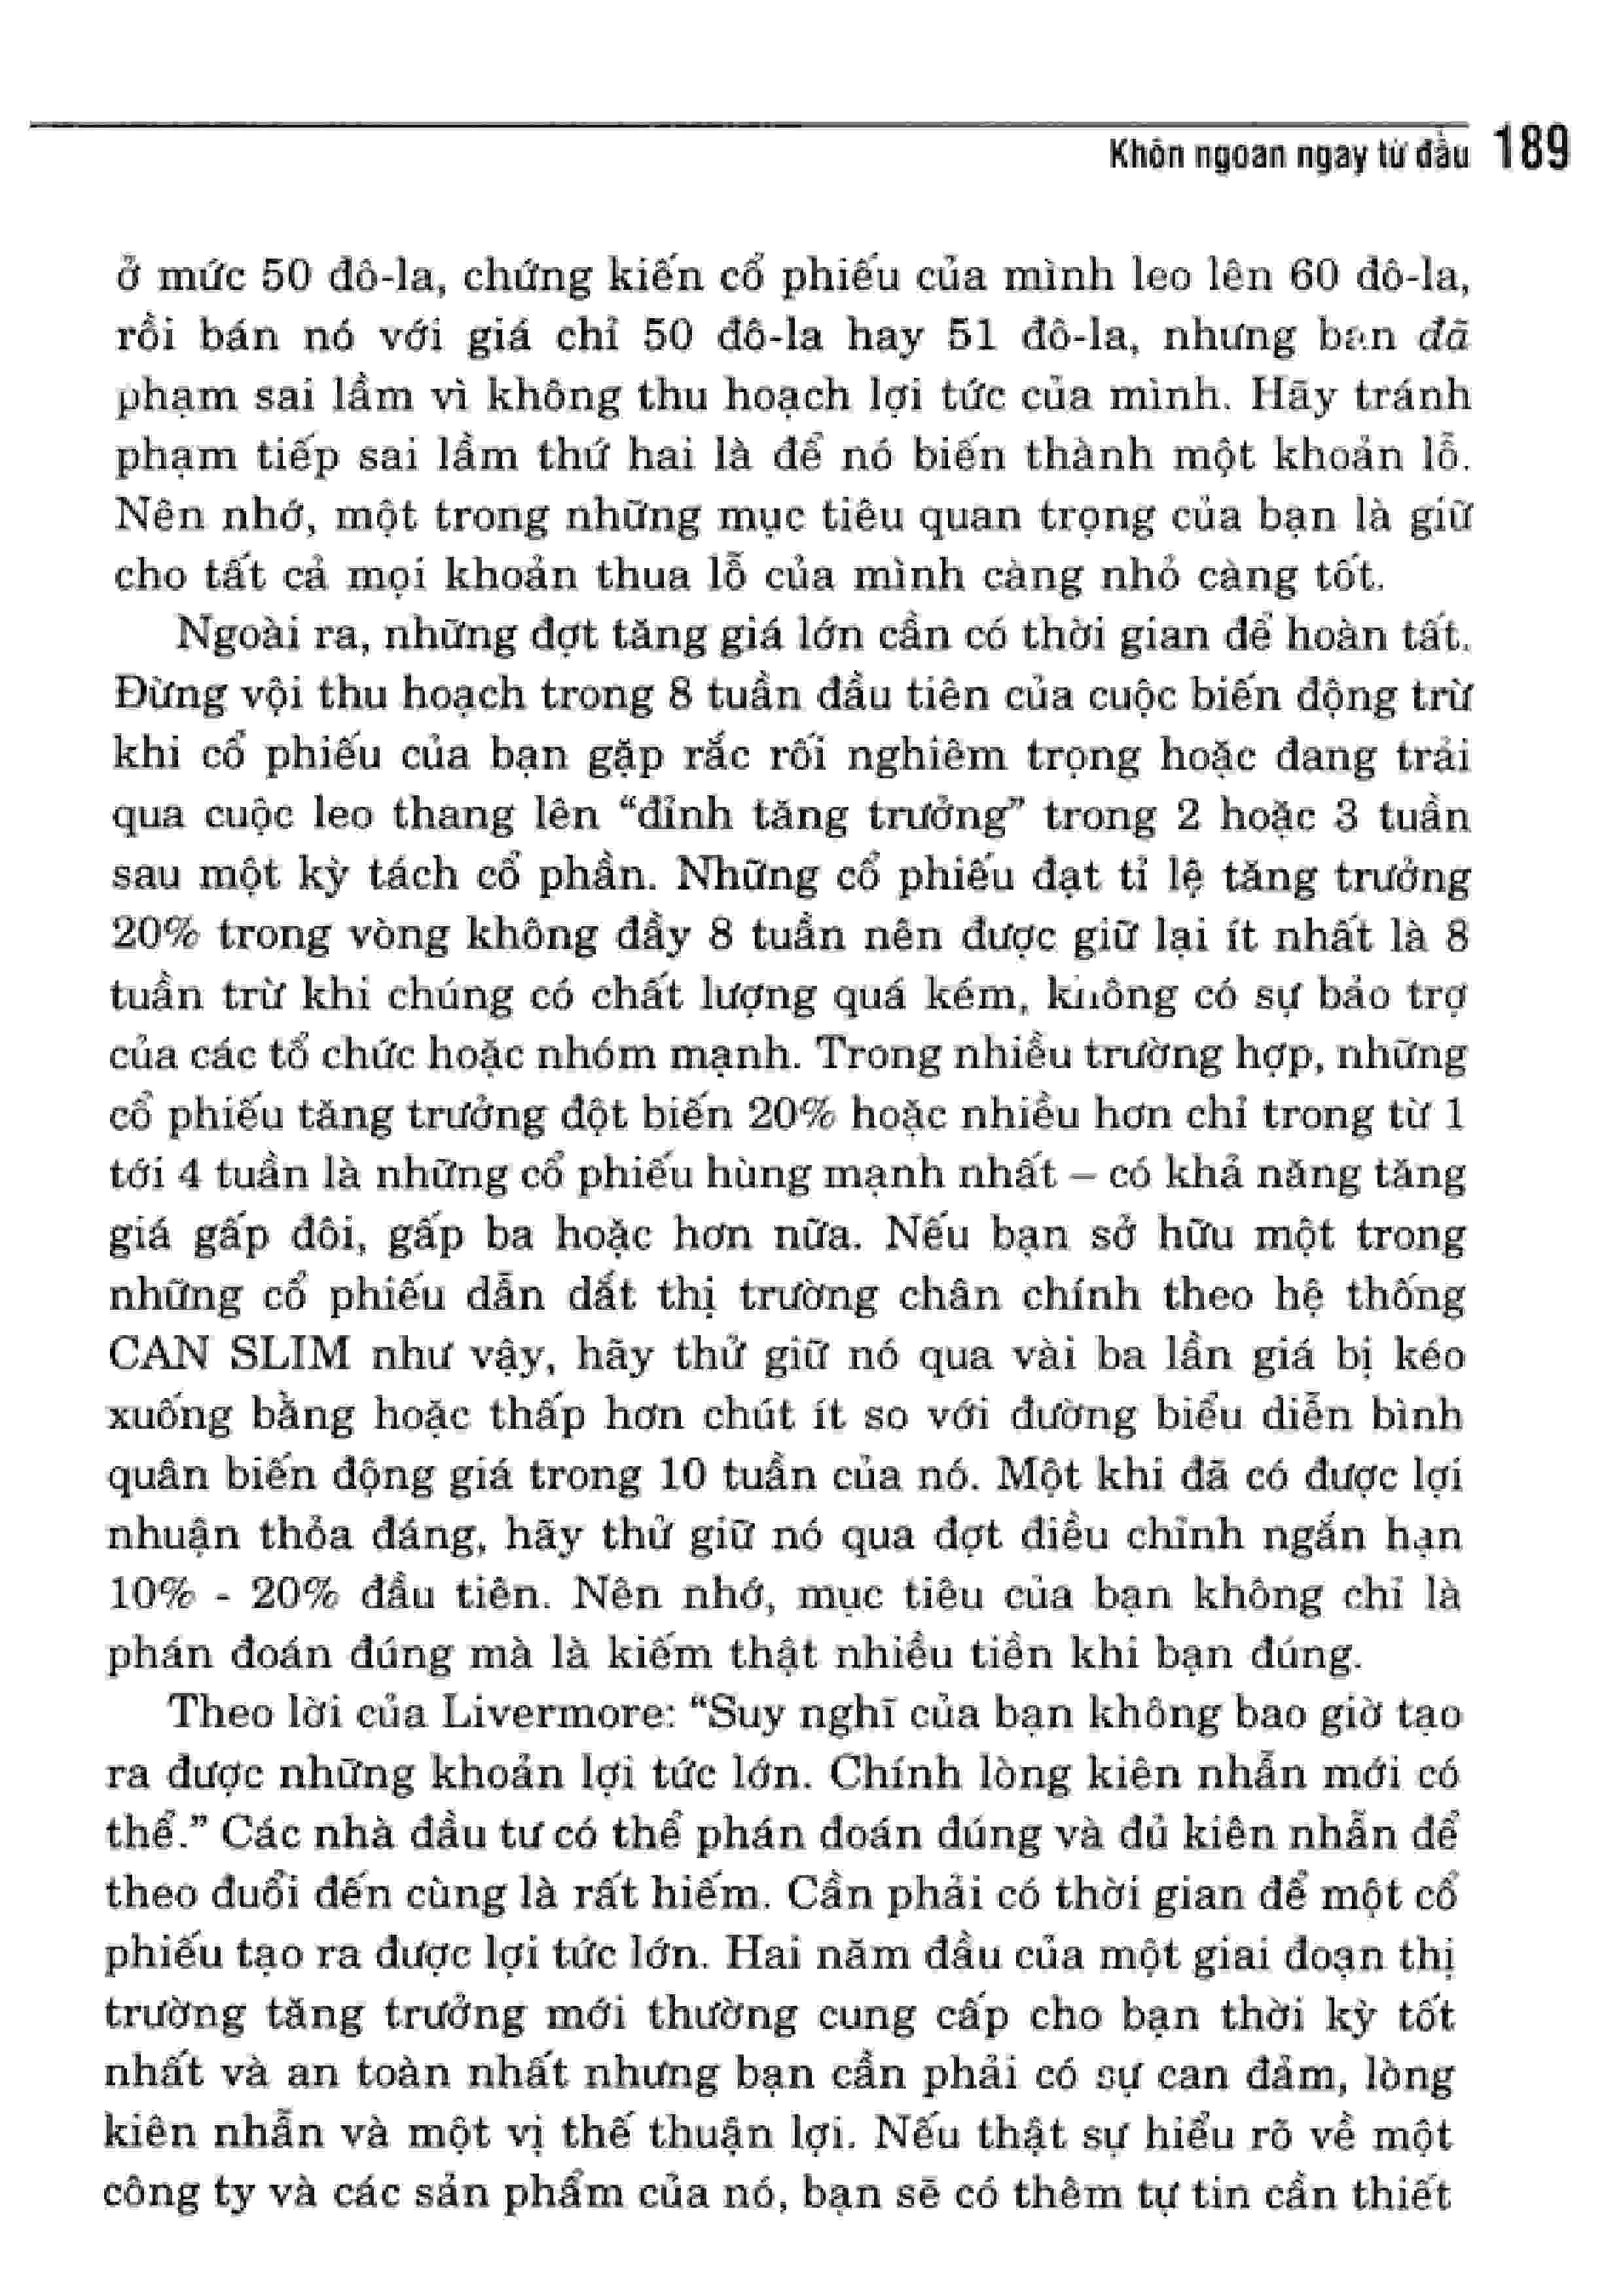 Khôn ngoan ngay từ đầu 189
ở mức 50 đô-la, chứng kiến cổ phiếu của mình leo lên 60 đô-la,
rồi bán nó với giá chỉ 50 đô-la hay 51 đô-la, nhưng bạn đã
phạm sai lầm vì không thu hoạch lợi tức của mình. Hãy tránh
phạm tiếp sai lầm thứ hai là để nó biến thành một khoản lỗ.
Nên nhớ, một trong những mục tiêu quan trọng của bạn là giữ
cho tất cả mọi khoản thua lỗ của mình càng nhỏ càng tốt.
Ngoài ra, những đợt tăng giá lớn cần có thời gian để hoàn tất.
Đừng vội thu hoạch trong 8 tuần đầu tiên của cuộc biến động trừ
khi cổ phiếu của bạn gặp rắc rối nghiêm trọng hoặc đang trải
qua cuộc leo thang lên “đỉnh tăng trưởng” trong 2 hoặc 3 tuần
sau một kỳ tách cổ phần. Những cổ phiếu đạt tỉ lệ tăng trưởng
20% trong vòng không đầy 8 tuần nên được giữ lại ít nhất là 8
tuần trừ khi chúng có chất lượng quá kém, không có sự bảo trợ
của các tổ chức hoặc nhóm mạnh. Trong nhiều trường hợp, những
cổ phiếu tăng trưởng đột biến 20% hoặc nhiều hơn chỉ trong từ 1
tới 4 tuần là những cổ phiếu hùng mạnh nhất – có khả năng tăng
giá gấp đôi, gấp ba hoặc hơn nữa. Nếu bạn sở hữu một trong
những cổ phiếu dẫn dắt thị trường chân chính theo hệ thống
CAN SLIM như vậy, hãy thử giữ nó qua vài ba lần giá bị kéo
xuống bằng hoặc thấp hơn chút ít so với đường biểu diễn bình
quân biến động giá trong 10 tuần của nó. Một khi đã có được lợi
nhuận thỏa đáng, hãy thử giữ nó qua đợt điều chỉnh ngắn hạn
10% - 20% đầu tiên. Nên nhớ, mục tiêu của bạn không chỉ là
phán đoán đúng mà là kiếm thật nhiều tiền khi bạn đúng.
Theo lời của Livermore: “Suy nghĩ của bạn không bao giờ tạo
ra được những khoản lợi tức lớn. Chính lòng kiên nhẫn mới có
thể.” Các nhà đầu tư có thể phán đoán đúng và đủ kiên nhẫn để
theo đuổi đến cùng là rất hiếm. Cần phải có thời gian để một cổ
phiếu tạo ra được lợi tức lớn. Hai năm đầu của một giai đoạn thị
trường tăng trưởng mới thường cung cấp cho bạn thời kỳ tốt
nhất và an toàn nhất nhưng bạn cần phải có sự can đảm, lòng
kiên nhẫn và một vị thế thuận lợi. Nếu thật sự hiểu rõ về một
công ty và các sản phẩm của nó, bạn sẽ có thêm tự tin cần thiết